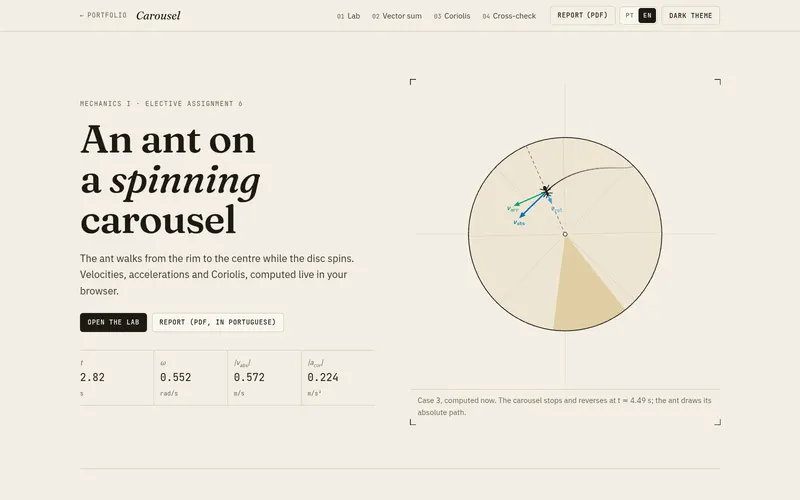 ← PORTFOLIO Carousel 01 Lab 02 Vector sum 03 Coriolis 04 Cross-check REPORT (PDF) PT EN DARK THEME
MECHANICS I · ELECTIVE ASSIGNMENT 6
An ant on
a spinning
carousel
The ant walks from the rim to the centre while the disc spins.
Velocities, accelerations and Coriolis, computed live in your
browser.
OPEN THE LAB REPORT (PDF, IN PORTUGUESE)
t ω |v_abs| |a_cor|
2.82 0.552 0.572 0.224
s rad/s m/s m/s²
v_arr v_rel
v_abs
Case 3, computed now. The carousel stops and reverses at t = 4.49 s; the ant draws its
absolute path.